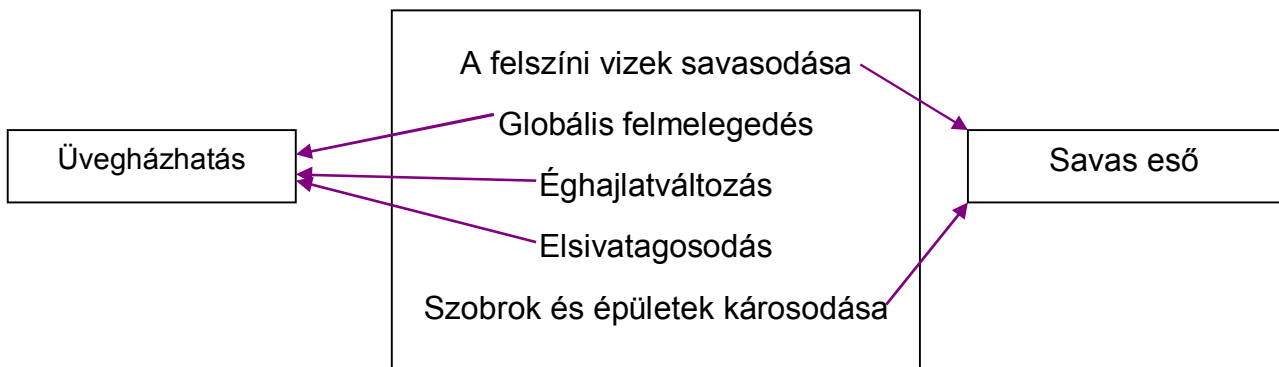 A felszíni vizek savasodása
Globális felmelegedés
Üvegházhatás
Savas eső
Éghajlatváltozás
Elsivatagosodás
Szobrok és épületek károsodása